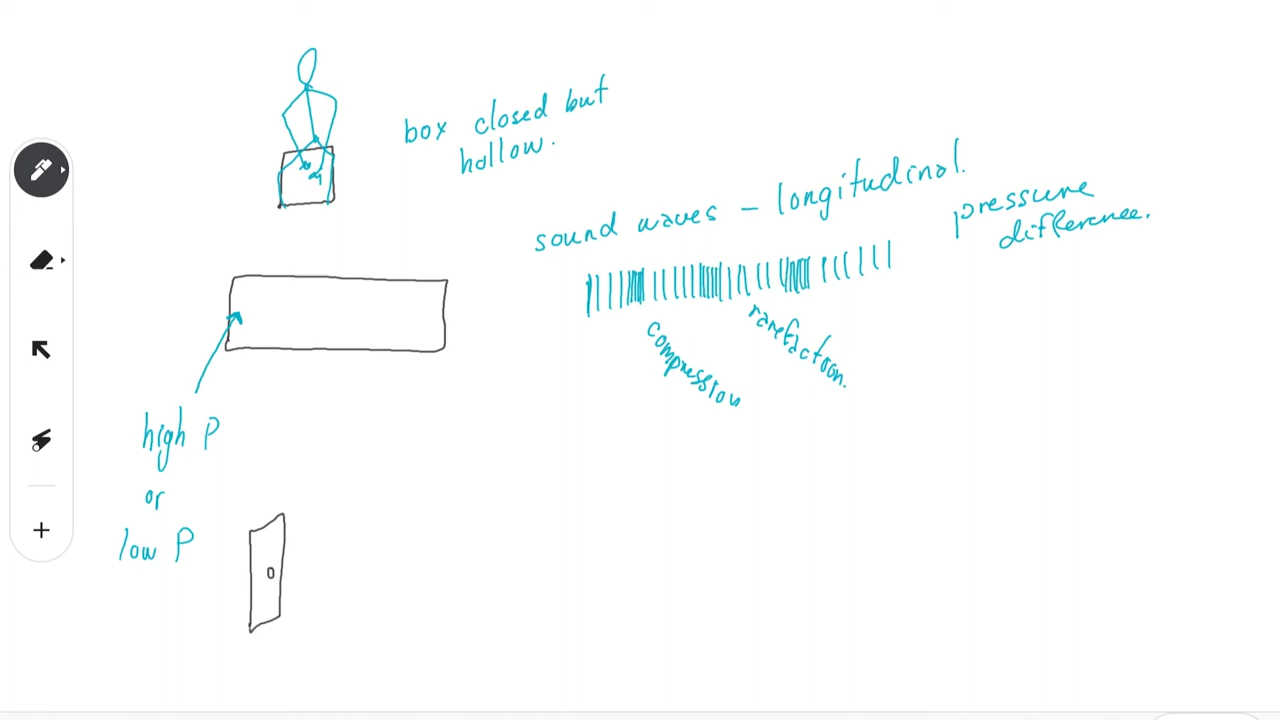 box closed but
hollow.
sound waves - longitudinal.
pressure
difference.
compression
rarefaction.
high P
or
low P